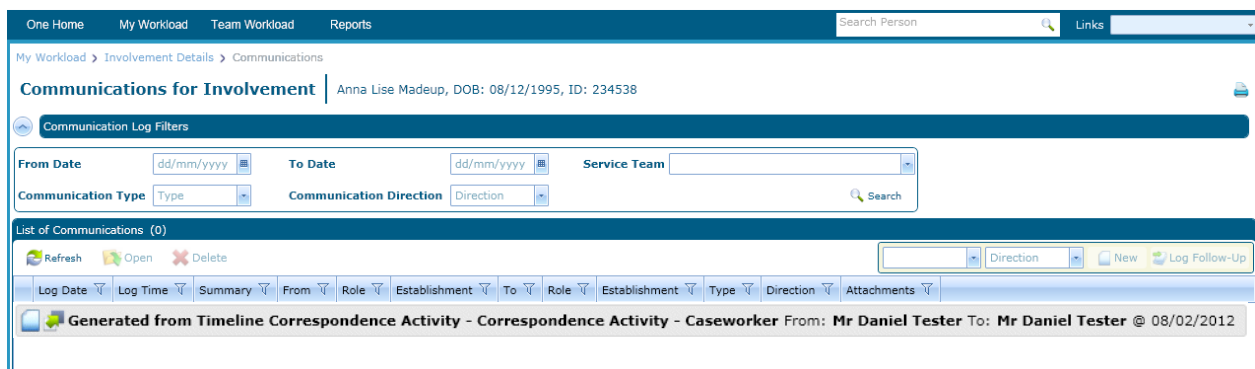 One Home My Workload Team Workload Reports Search Person Links
My Workload > Involvement Details > Communications
Communications for Involvement Anna Lise Madeup, DOB: 08/12/1995, ID: 234538
Communication Log Filters
From Date dd/mm/yyyy To Date dd/mm/yyyy Service Team
Communication Type Type Communication Direction Direction Search
List of Communications (0)
Refresh Open Delete Direction New Log Follow-Up
Log Date Log Time Summary From Role Establishment To Role Establishment Type Direction Attachments
Generated from Timeline Correspondence Activity - Correspondence Activity - Caseworker From: Mr Daniel Tester To: Mr Daniel Tester @ 08/02/2012